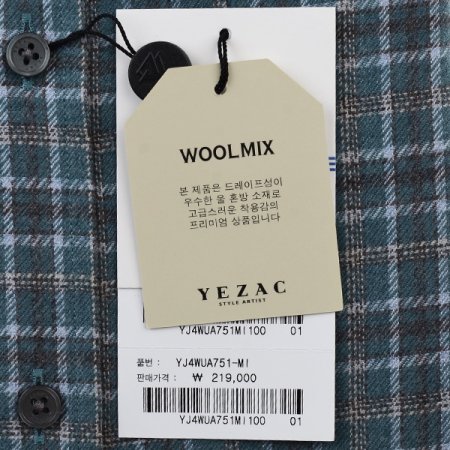 WOOLMIX
본 제품은 드레이프성이
우수한 울 혼방 소재로
고급스러운 착용감의
프리미엄 상품입니다
YEZAC
STYLE ARTIST
YJ4WUA751MI100 01
품번 : YJ4WUA751-MI
판매가격 : ₩ 219,000
YJ4WUA751MI100 01